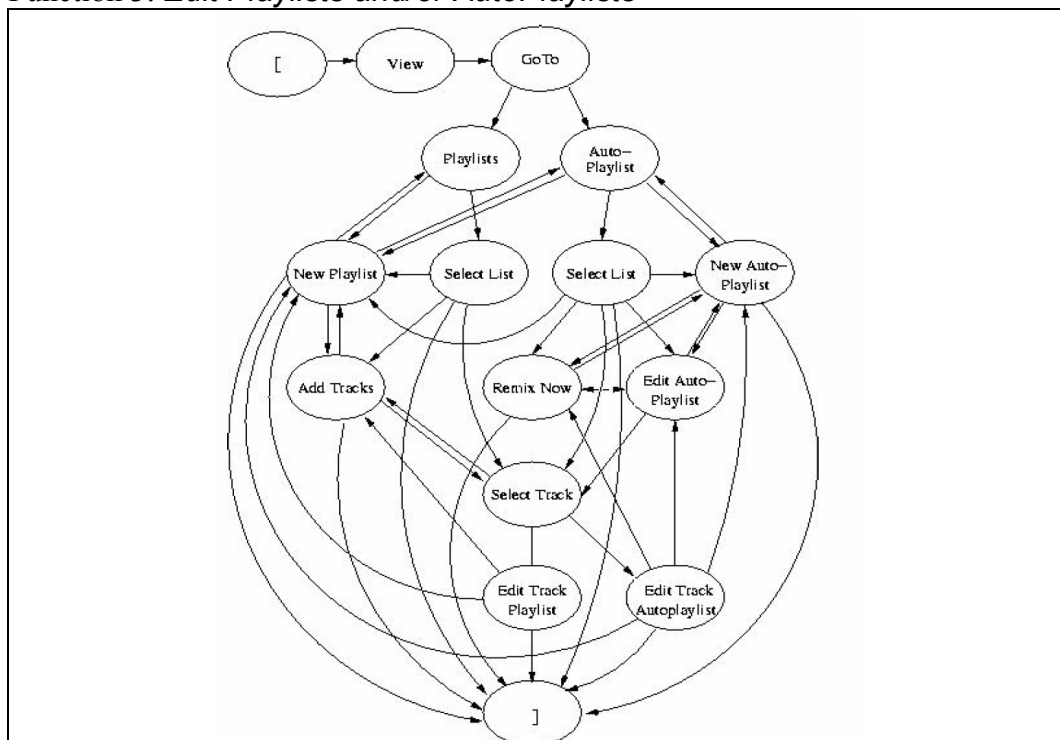 Function 9: Edit Playlists and/or AutoPlaylists
[
View
GoTo
Playlists
Auto-
Playlist
New Playlist
Select List
Select List
New Auto-
Playlist
Add Tracks
Remix Now
Edit Auto-
Playlist
Select Track
Edit Track
Playlist
Edit Track
Autoplaylist
]